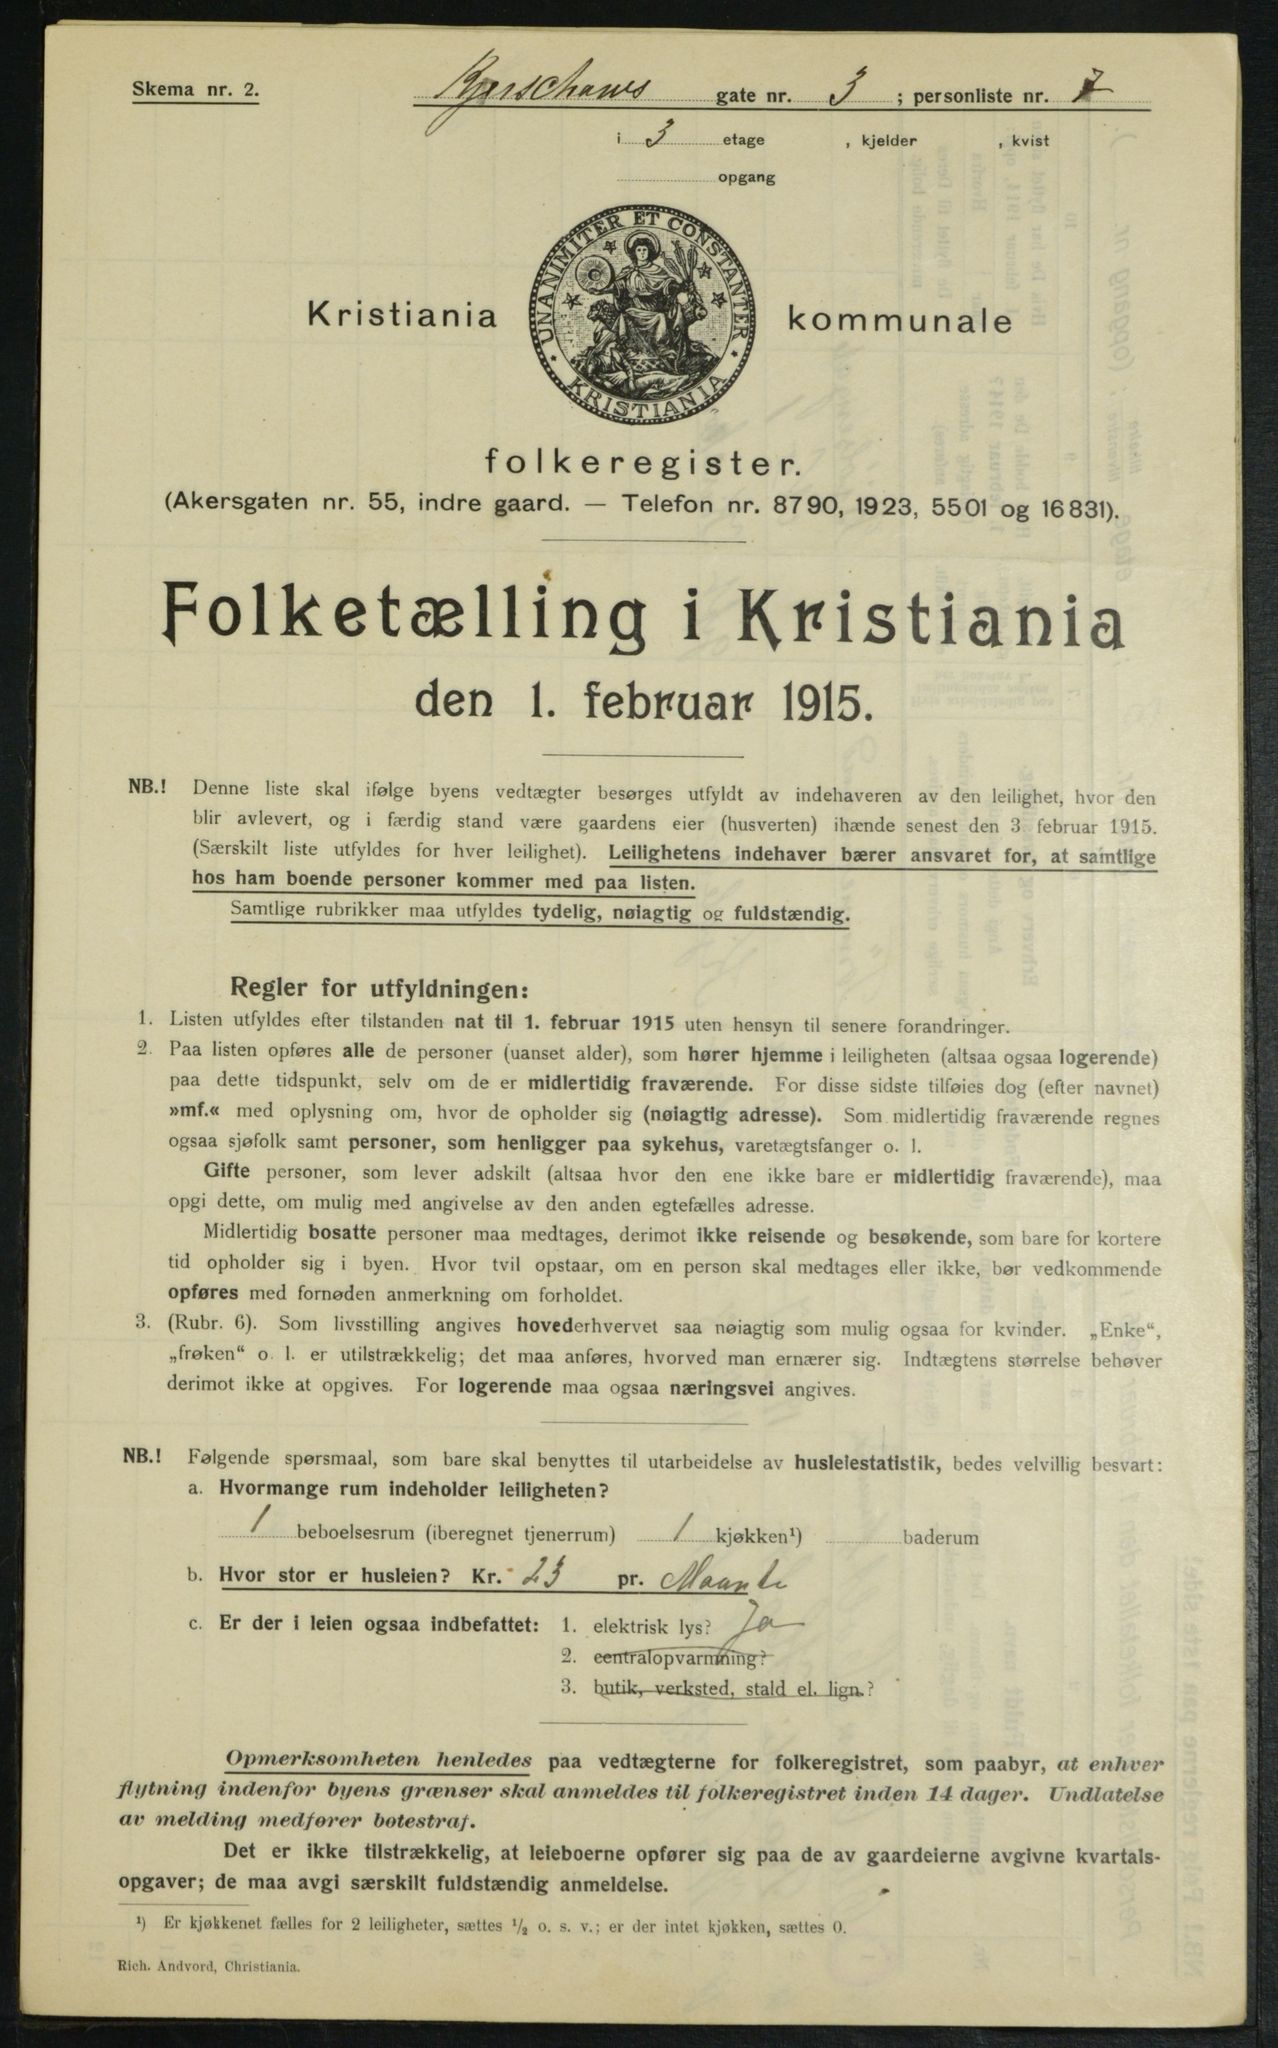 Skema nr. 2.
Kjerschows gate nr. 3 ; personliste nr. 7
i 3 etage , kjelder , kvist
opgang
UNANIMITER ET CONSTANTER
KRISTIANIA
Kristiania kommunale
folkeregister.
(Akersgaten nr. 55, indre gaard. — Telefon nr. 8790, 1923, 5501 og 16831).
Folketælling i Kristiania
den 1. februar 1915.
NB.! Denne liste skal ifølge byens vedtægter besørges utfyldt av indehaveren av den leilighet, hvor den
blir avlevert, og i færdig stand være gaardens eier (husverten) ihænde senest den 3 februar 1915.
(Særskilt liste utfyldes for hver leilighet). Leilighetens indehaver bærer ansvaret for, at samtlige
hos ham boende personer kommer med paa listen.
Samtlige rubrikker maa utfyldes tydelig, nøiagtig og fuldstændig.
Regler for utfyldningen:
1. Listen utfyldes efter tilstanden nat til 1. februar 1915 uten hensyn til senere forandringer.
2. Paa listen opføres alle de personer (uanset alder), som hører hjemme i leiligheten (altsaa ogsaa logerende)
paa dette tidspunkt, selv om de er midlertidig fraværende. For disse sidste tilføies dog (efter navnet)
»mf.« med oplysning om, hvor de opholder sig (nøiagtig adresse). Som midlertidig fraværende regnes
ogsaa sjøfolk samt personer, som henligger paa sykehus, varetægtsfanger o. l.
Gifte personer, som lever adskilt (altsaa hvor den ene ikke bare er midlertidig fraværende), maa
opgi dette, om mulig med angivelse av den anden egtefælles adresse.
Midlertidig bosatte personer maa medtages, derimot ikke reisende og besøkende, som bare for kortere
tid opholder sig i byen. Hvor tvil opstaar, om en person skal medtages eller ikke, bør vedkommende
opføres med fornøden anmerkning om forholdet.
3. (Rubr. 6). Som livsstilling angives hovederhvervet saa nøiagtig som mulig ogsaa for kvinder. „Enke“,
„frøken“ o. l. er utilstrækkelig; det maa anføres, hvorved man ernærer sig. Indtægtens størrelse behøver
derimot ikke at opgives. For logerende maa ogsaa næringsvei angives.
NB.! Følgende spørsmaal, som bare skal benyttes til utarbeidelse av husleiestatistik, bedes velvillig besvart:
a. Hvormange rum indeholder leiligheten?
1 beboelsesrum (iberegnet tjenerrum) 1 kjøkken¹) baderum
b. Hvor stor er husleien? Kr. 23 pr. Maaned
c. Er der i leien ogsaa indbefattet: 1. elektrisk lys? Ja
2. centralopvarmning?
3. butik, verksted, stald el. lign.?
Opmerksomheten henledes paa vedtægterne for folkeregistret, som paabyr, at enhver
flytning indenfor byens grænser skal anmeldes til folkeregistret inden 14 dager. Undlatelse
av melding medfører bøtestraf.
Det er ikke tilstrækkelig, at leieboerne opfører sig paa de av gaardeierne avgivne kvartals-
opgaver; de maa avgi særskilt fuldstændig anmeldelse.
¹) Er kjøkkenet fælles for 2 leiligheter, sættes ½ o. s. v.; er der intet kjøkken, sættes 0.
Rich. Andvord, Christiania.